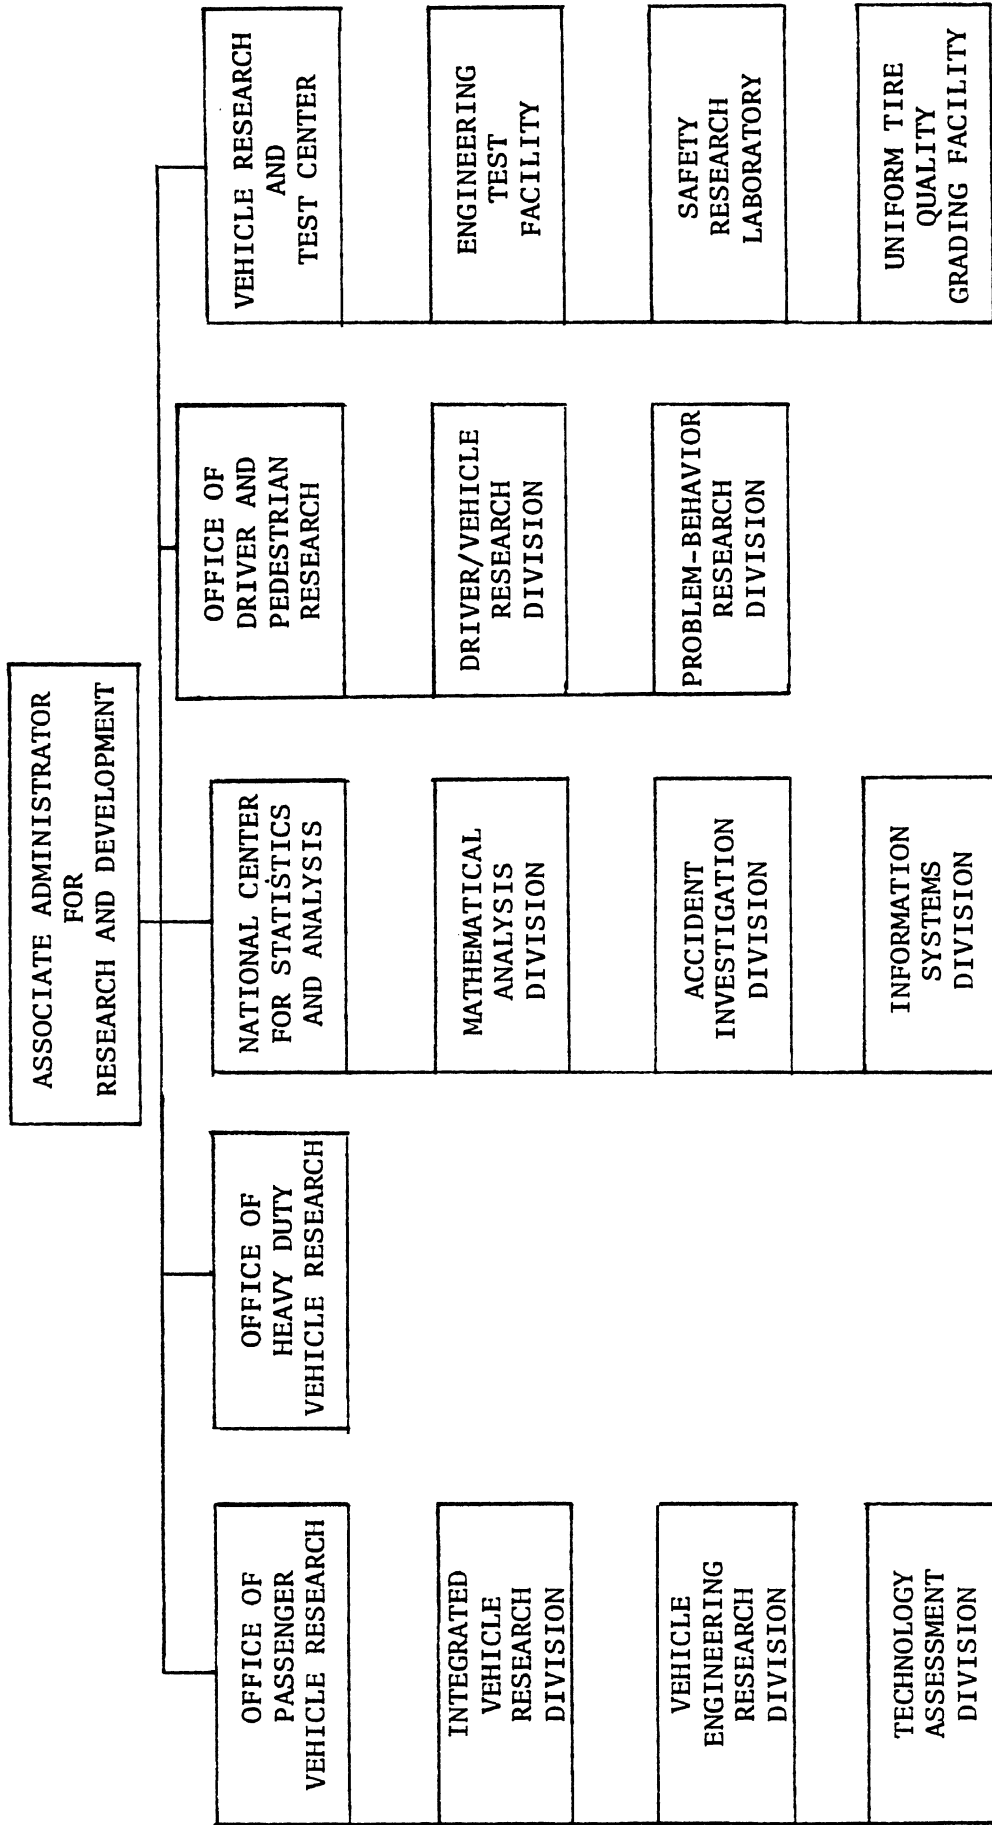 ASSOCIATE ADMINISTRATOR
FOR
RESEARCH AND DEVELOPMENT
OFFICE OF
PASSENGER
VEHICLE RESEARCH
INTEGRATED
VEHICLE
RESEARCH
DIVISION
VEHICLE
ENGINEERING
RESEARCH
DIVISION
TECHNOLOGY
ASSESSMENT
DIVISION
OFFICE OF
HEAVY DUTY
VEHICLE RESEARCH
NATIONAL CENTER
FOR STATISTICS
AND ANALYSIS
MATHEMATICAL
ANALYSIS
DIVISION
ACCIDENT
INVESTIGATION
DIVISION
INFORMATION
SYSTEMS
DIVISION
OFFICE OF
DRIVER AND
PEDESTRIAN
RESEARCH
DRIVER/VEHICLE
RESEARCH
DIVISION
PROBLEM-BEHAVIOR
RESEARCH
DIVISION
VEHICLE RESEARCH
AND
TEST CENTER
ENGINEERING
TEST
FACILITY
SAFETY
RESEARCH
LABORATORY
UNIFORM TIRE
QUALITY
GRADING FACILITY